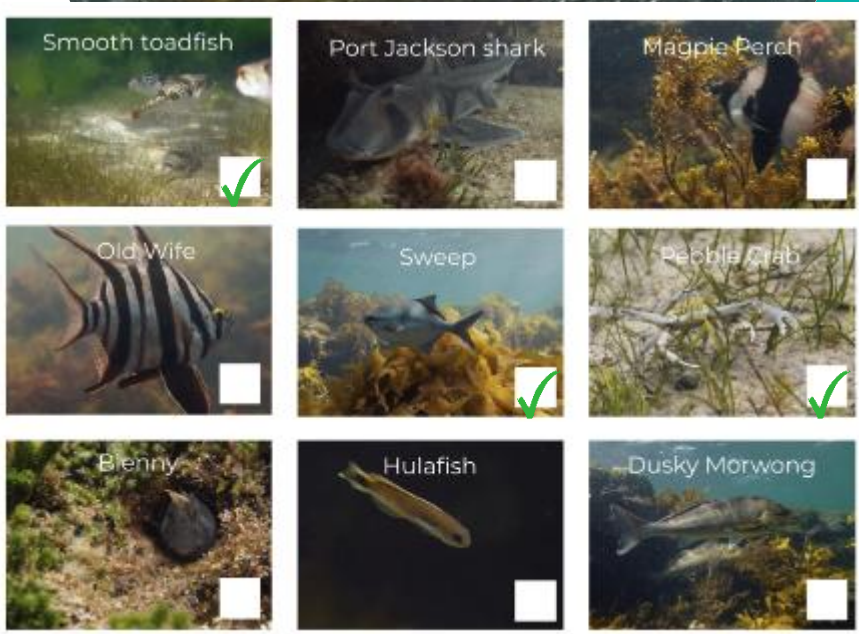 Smooth toadfish
Port Jackson shark
Magpie Perch
Old Wife
Sweep
Pebble Crab
Blenny
Hulafish
Dusky Morwong